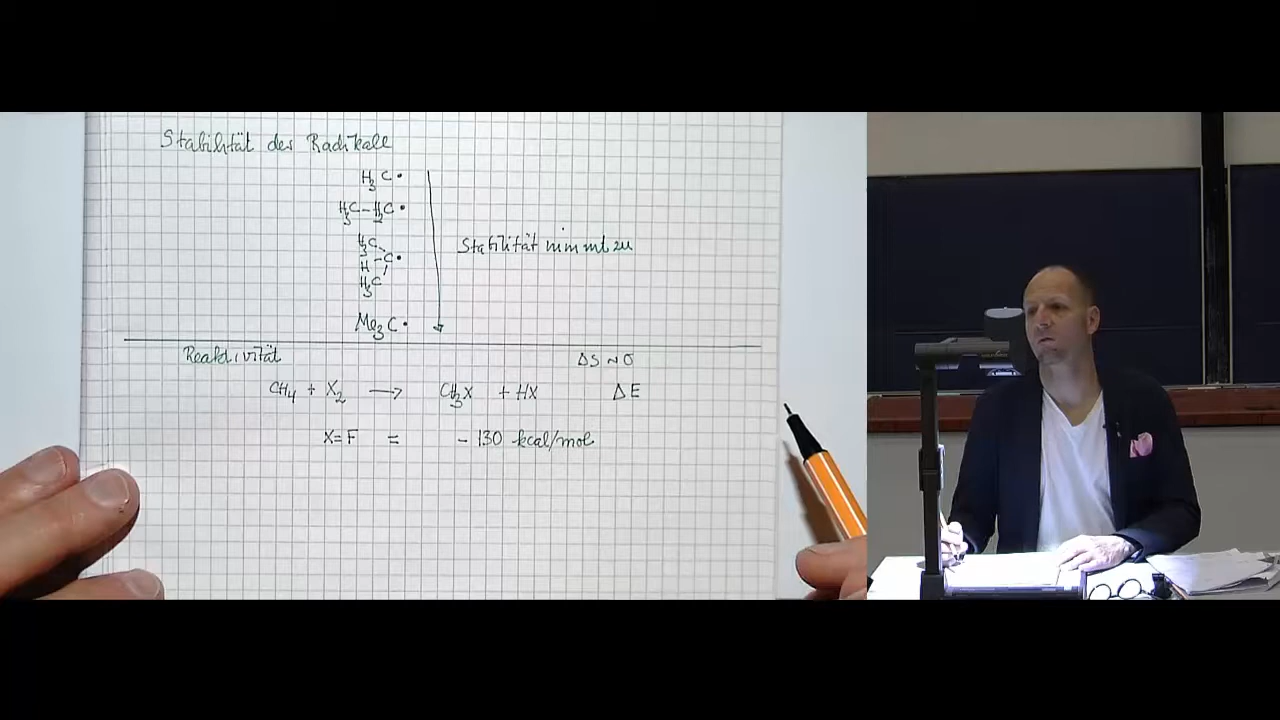 Stabilität der Radikale
H₃C•
H₃C-H₂C•
H₃C
H-C•
H₃C
Stabilität nimmt zu
Me₃C•
Reaktivität
ΔS ~ 0
CH₄ + X₂ → CH₃X + HX ΔE
X=F = - 130 kcal/mol